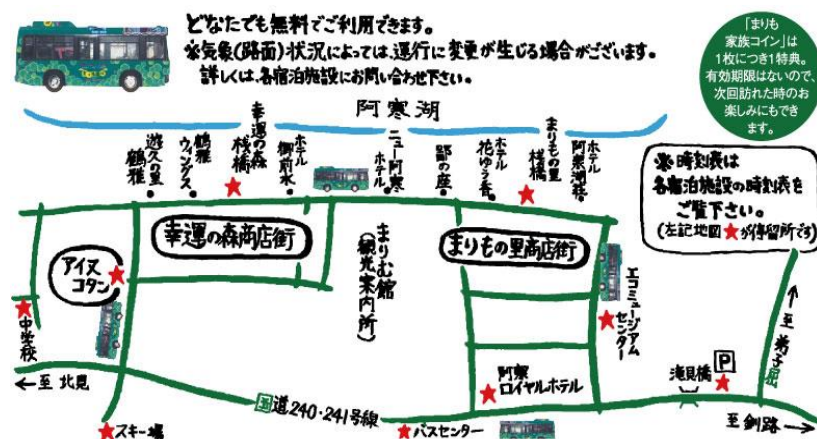 どなたでも無料でご利用できます。
※気象(路面)状況によっては、運行に変更が生じる場合がございます。
詳しくは、各宿泊施設にお問い合わせ下さい。
「まりも
家族コイン」は
1枚につき1特典。
有効期限はないので、
次回訪れた時のお
楽しみにもでき
ます。
阿寒湖
遊久の里
鶴雅
鶴雅
ウィングス
幸運の森
桟橋
ホテル
御前水
ニュー阿寒
ホテル
鄙の座
ホテル
花ゆう香
まりもの里
桟橋
ホテル
阿寒湖荘
※時刻表は
各宿泊施設の時刻表を
ご覧下さい。
(左記地図★が停留所です)
幸運の森商店街
まりむ館
(観光案内所)
まりもの里商店街
アイヌ
コタン
エコミュージアム
センター
中学校
阿寒
ロイヤルホテル
滝見橋
P
→至弟子屈
←至北見
国道240・241号線
スキー場
バスセンター
至釧路→